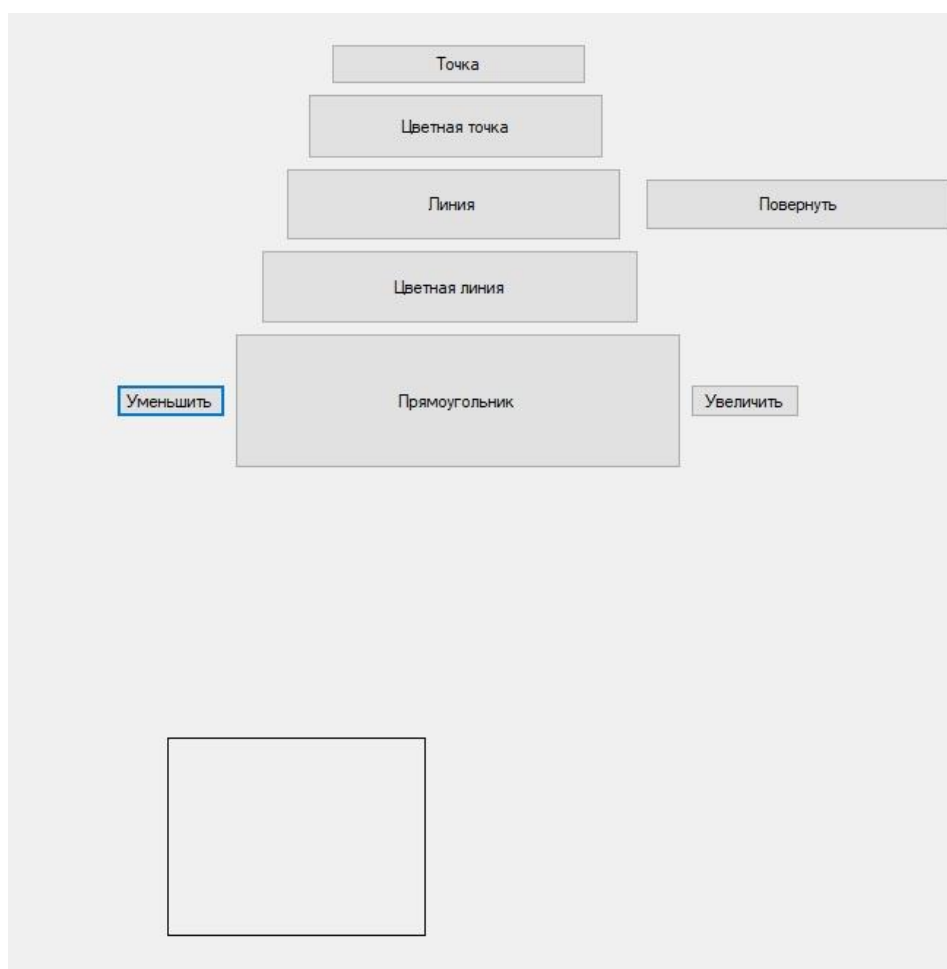 Точка
Цветная точка
Линия
Повернуть
Цветная линия
Уменьшить
Прямоугольник
Увеличить